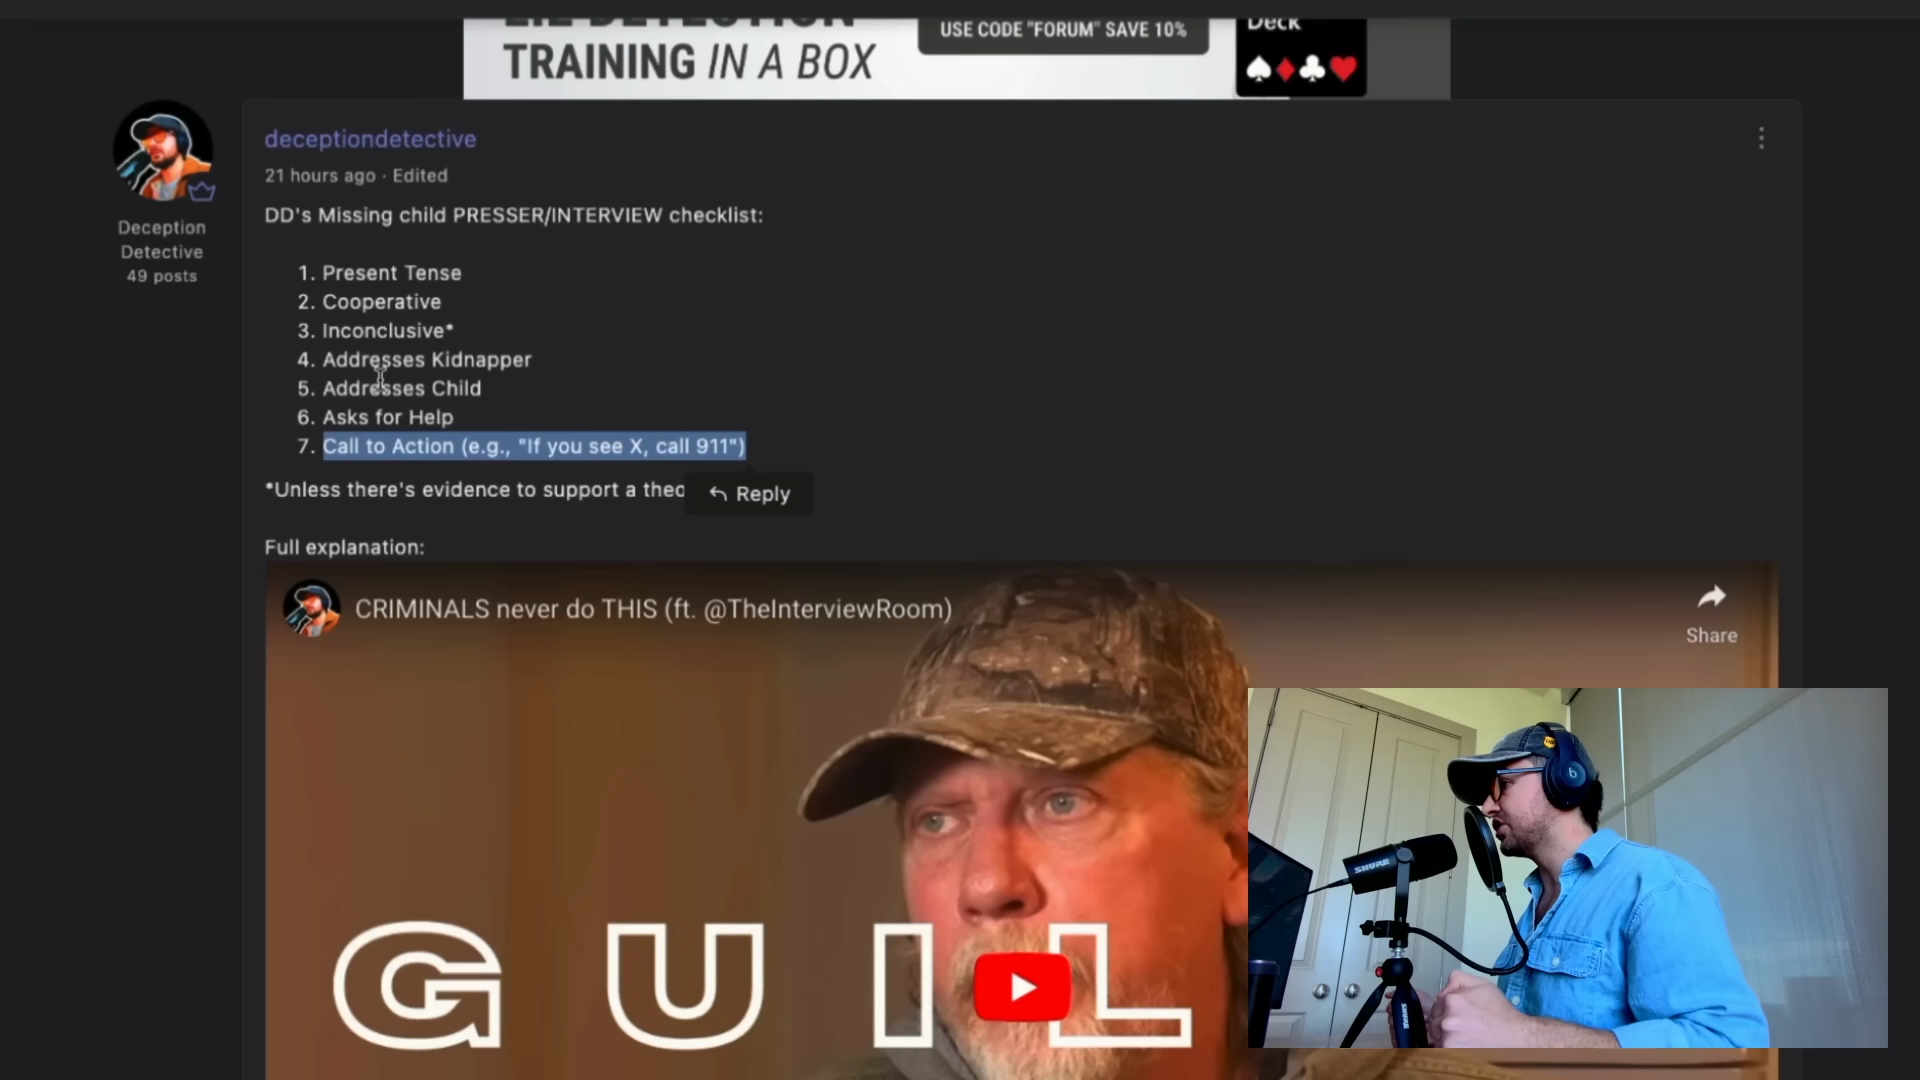 LIE DETECTION
TRAINING IN A BOX
USE CODE "FORUM" SAVE 10%
Deck
deceptiondetective
21 hours ago · Edited
Deception
Detective
49 posts
DD's Missing child PRESSER/INTERVIEW checklist:
1. Present Tense
2. Cooperative
3. Inconclusive*
4. Addresses Kidnapper
5. Addresses Child
6. Asks for Help
7. Call to Action (e.g., "If you see X, call 911")
*Unless there's evidence to support a theo
Reply
Full explanation:
CRIMINALS never do THIS (ft. @TheInterviewRoom)
Share
G U I L
SHURE
SHURE